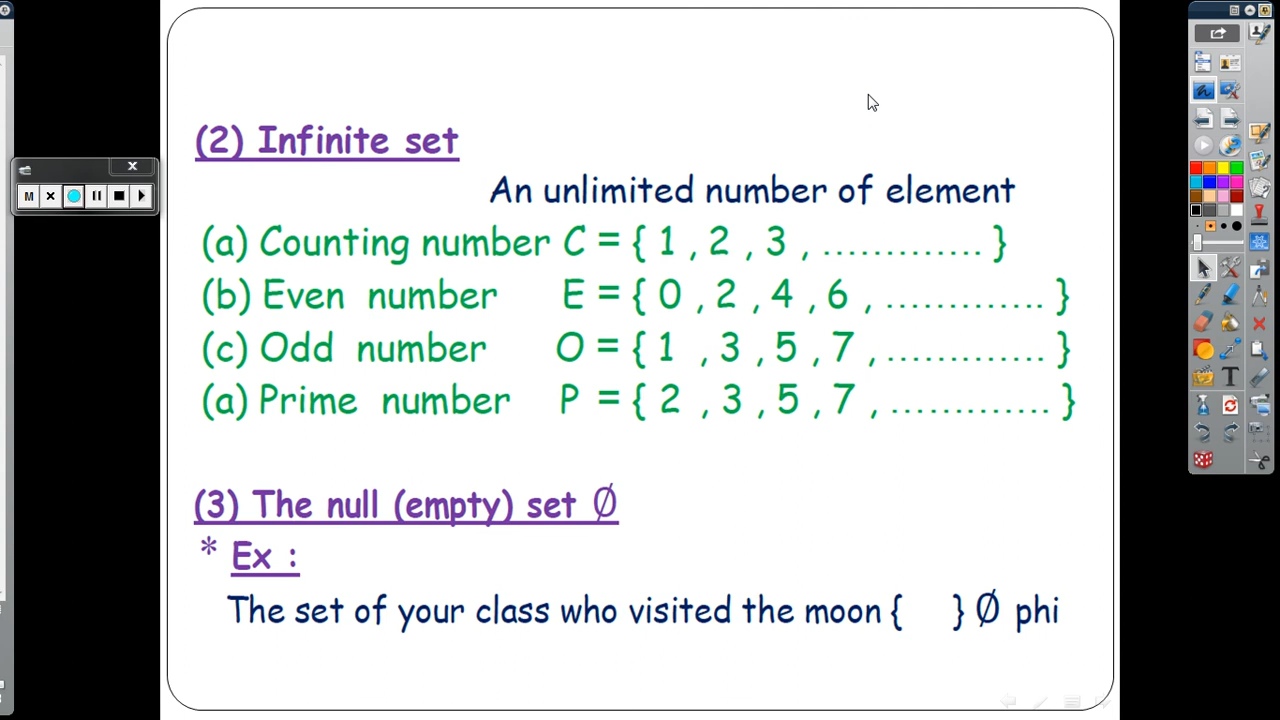 (2) Infinite set
An unlimited number of element
(a) Counting number C = { 1 , 2 , 3 , ............. }
(b) Even number E = { 0 , 2 , 4 , 6 , ............. }
(c) Odd number O = { 1 , 3 , 5 , 7 , ............. }
(a) Prime number P = { 2 , 3 , 5 , 7 , ............. }
(3) The null (empty) set Ø
* Ex :
The set of your class who visited the moon { } Ø phi
M
T